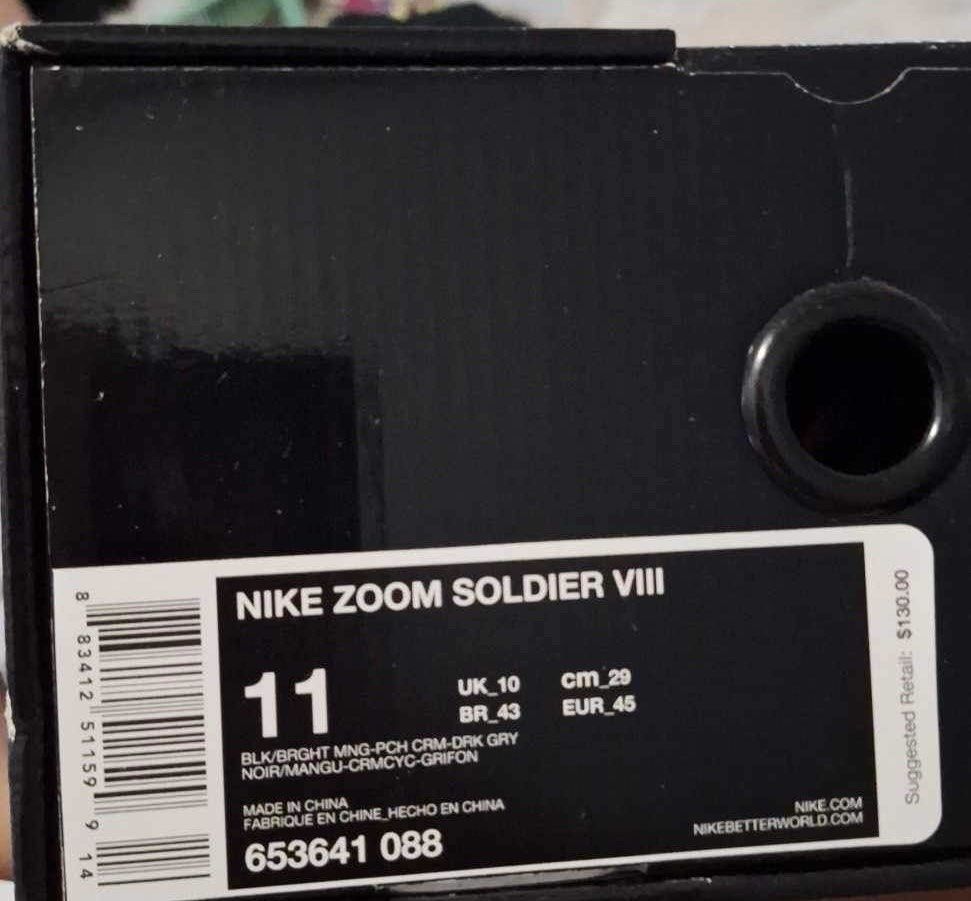 NIKE ZOOM SOLDIER VIII
11
UK_10 cm_29
BR_43 EUR_45
BLK/BRGHT MNG-PCH CRM-DRK GRY
NOIR/MANGU-CRMCYC-GRIFON
MADE IN CHINA
FABRIQUE EN CHINE_HECHO EN CHINA
653641 088
NIKE.COM
NIKEBETTERWORLD.COM
Suggested Retail: $130.00
8 83412 51159 9 14